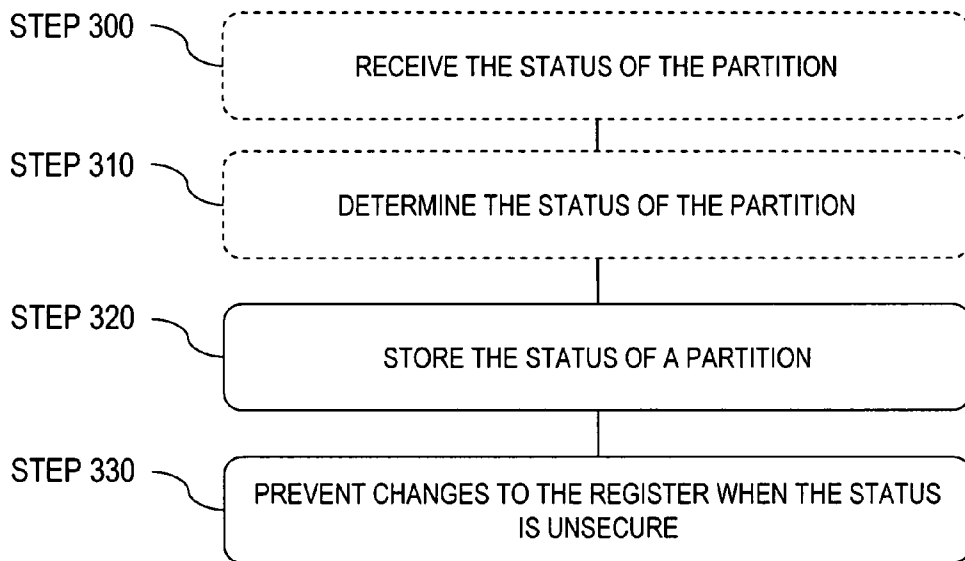 STEP 300
RECEIVE THE STATUS OF THE PARTITION
STEP 310
DETERMINE THE STATUS OF THE PARTITION
STEP 320
STORE THE STATUS OF A PARTITION
STEP 330
PREVENT CHANGES TO THE REGISTER WHEN THE STATUS
IS UNSECURE